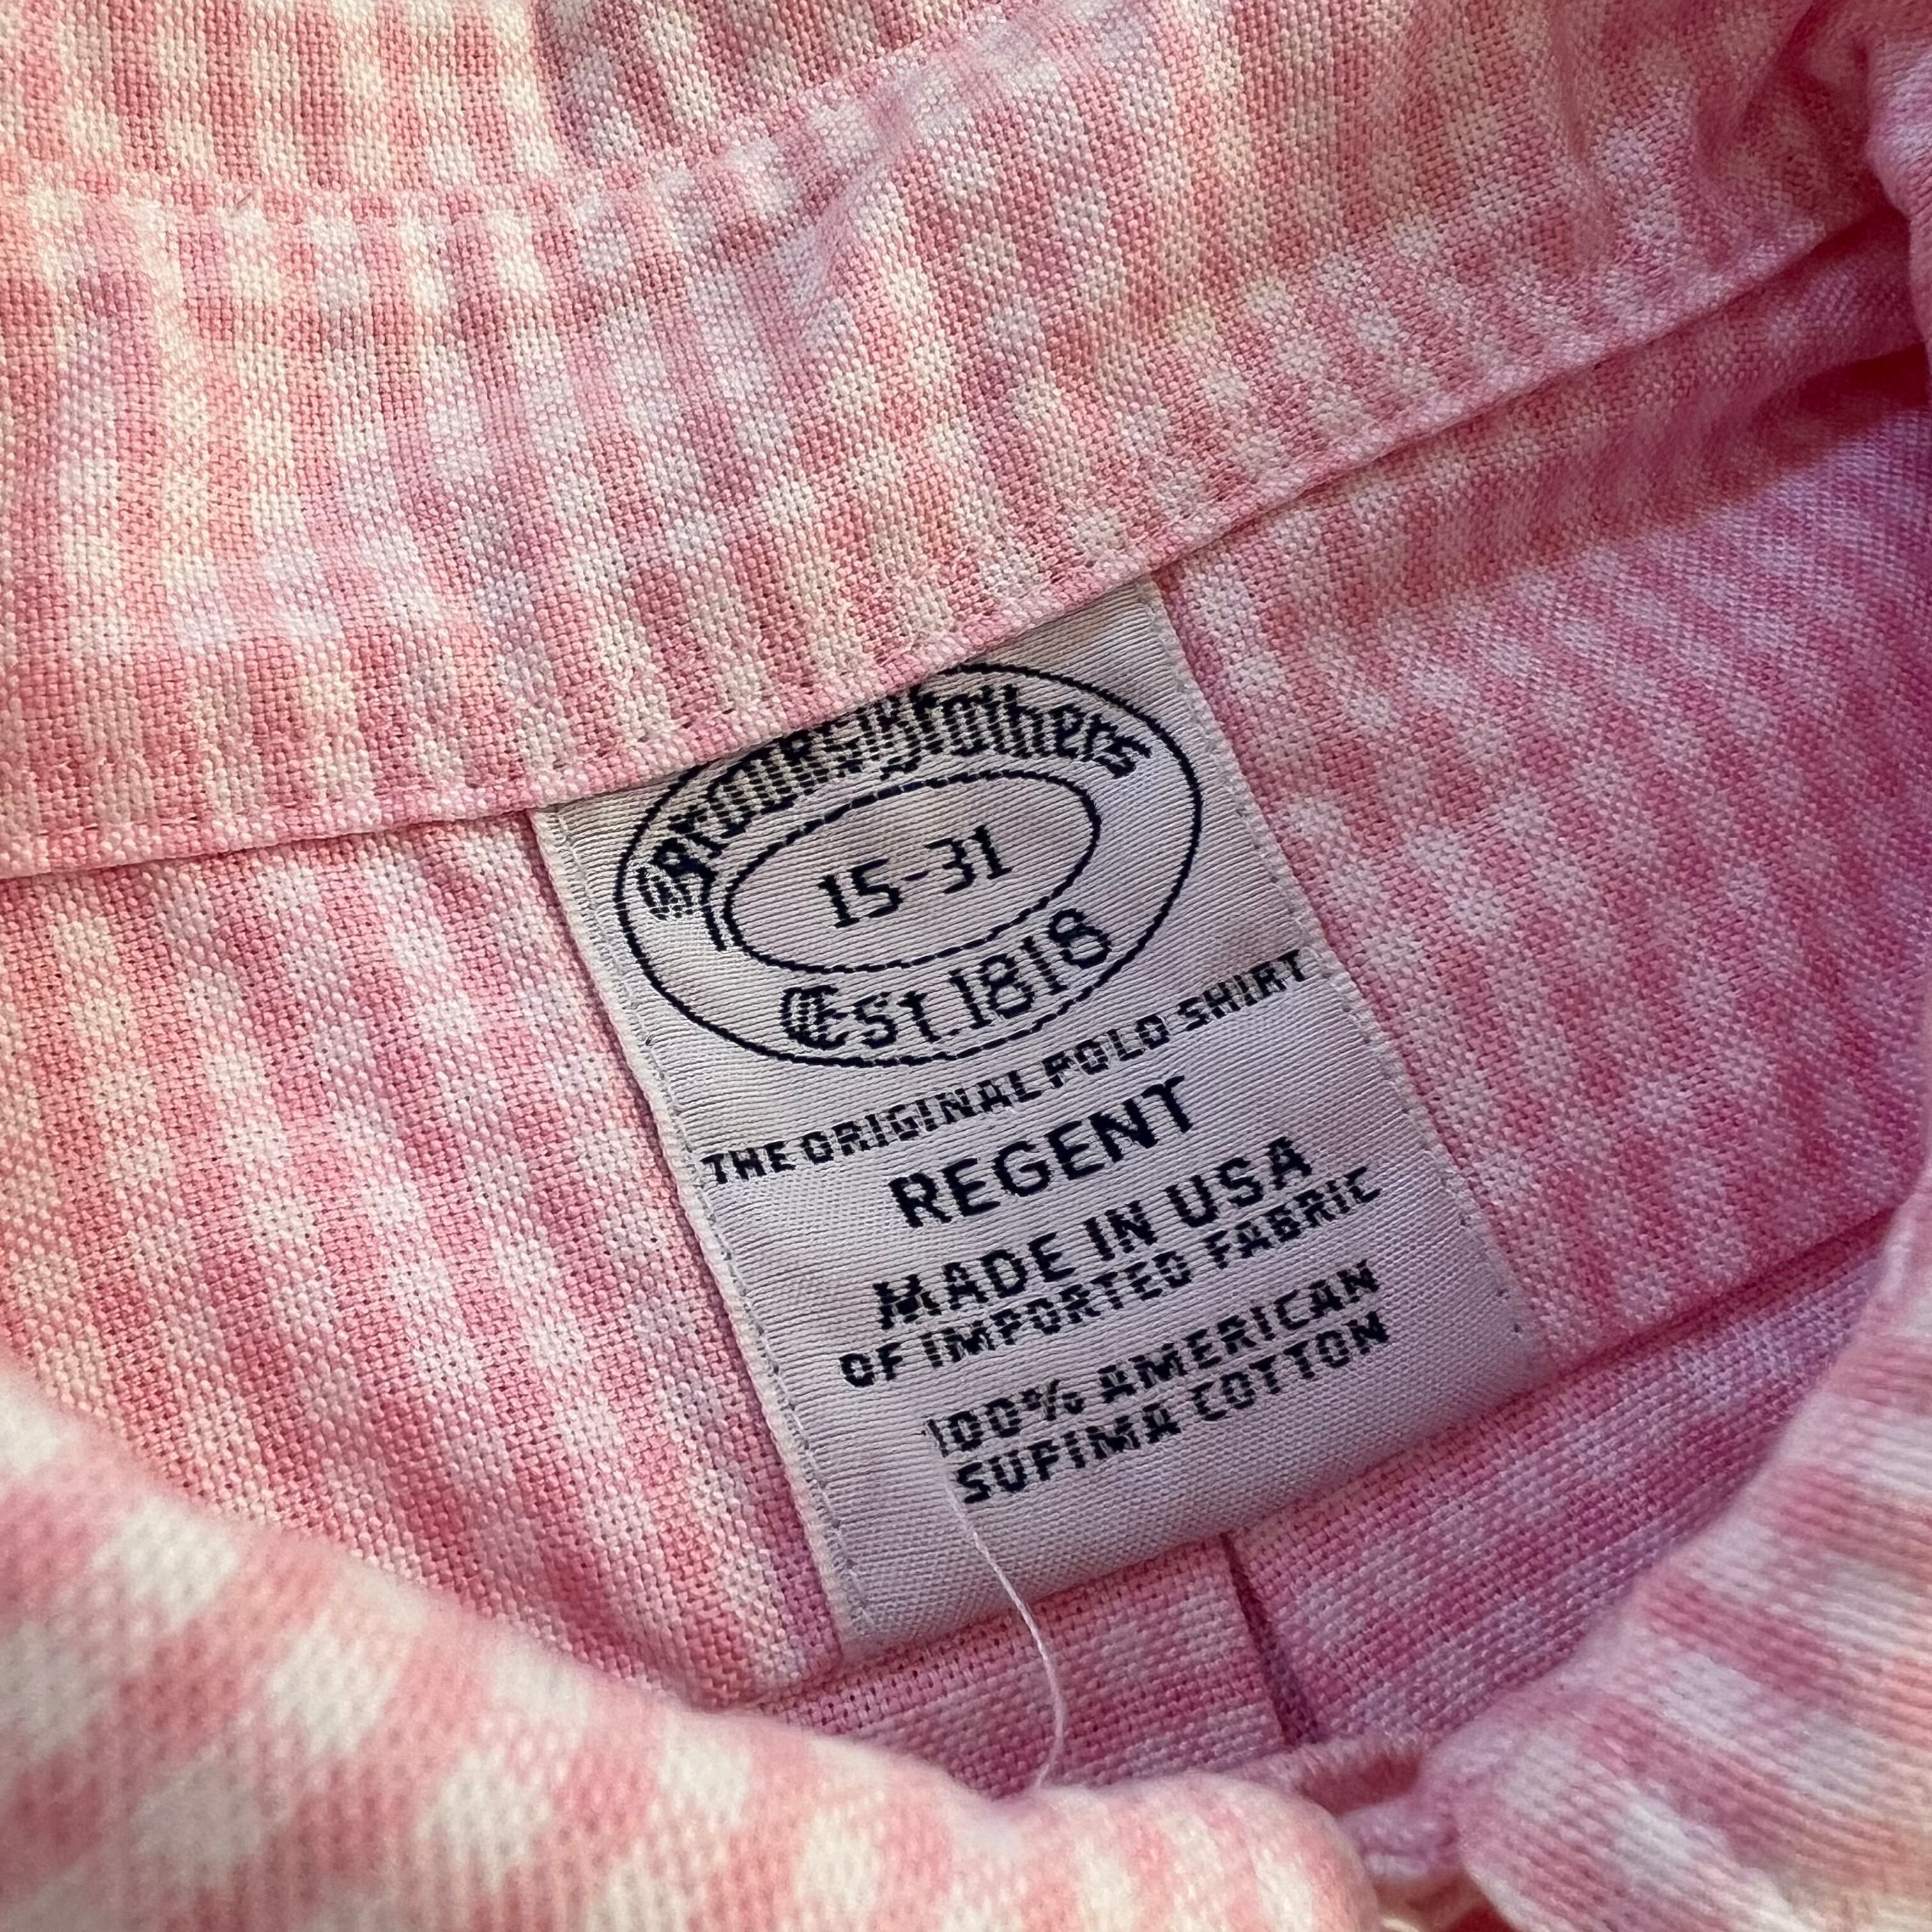 Brooks Brothers
15-31
Est. 1818
THE ORIGINAL POLO SHIRT
REGENT
MADE IN USA
OF IMPORTED FABRIC
100% AMERICAN
SUPIMA COTTON